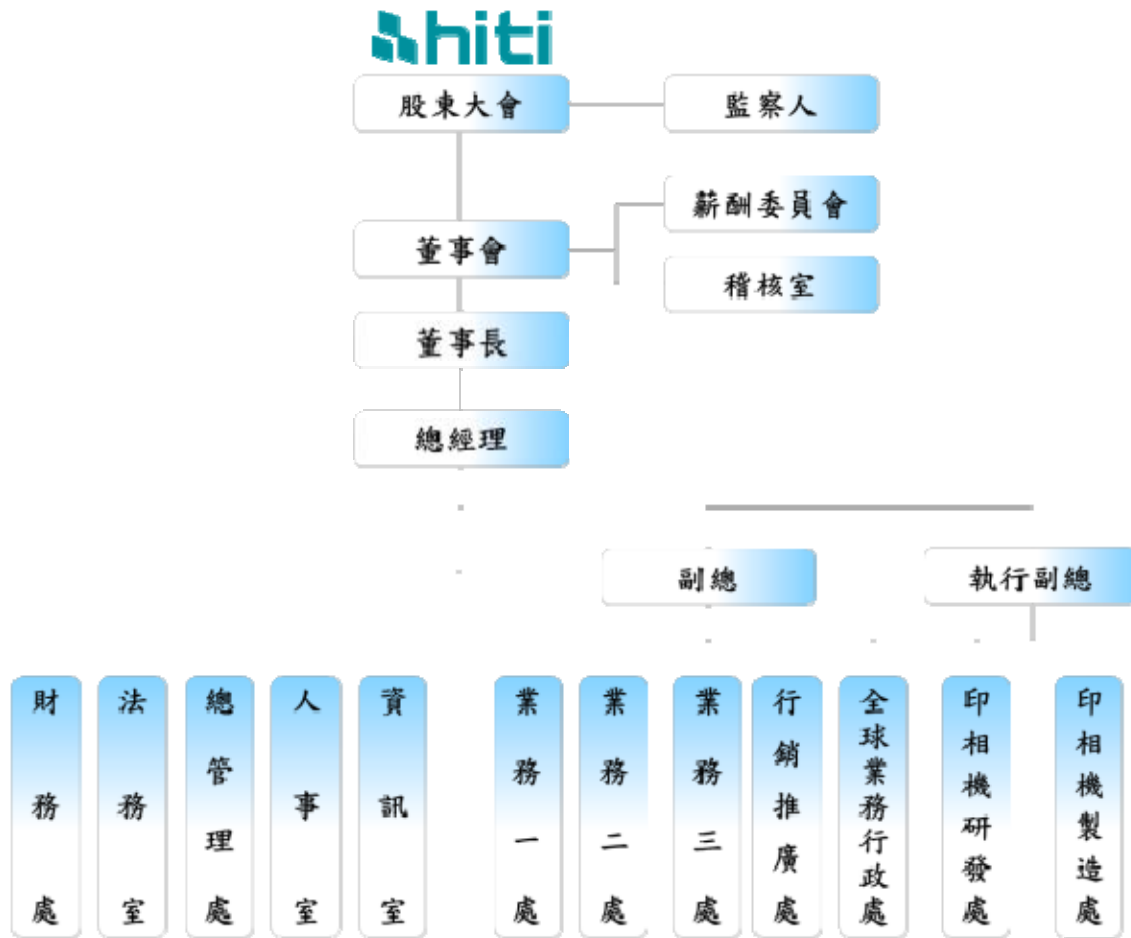 hiti
股東大會
監察人
薪酬委員會
董事會
稽核室
董事長
總經理
副總
執行副總
財務處
法務室
總管理處
人事室
資訊室
業務一處
業務二處
業務三處
行銷推廣處
全球業務行政處
印相機研發處
印相機製造處